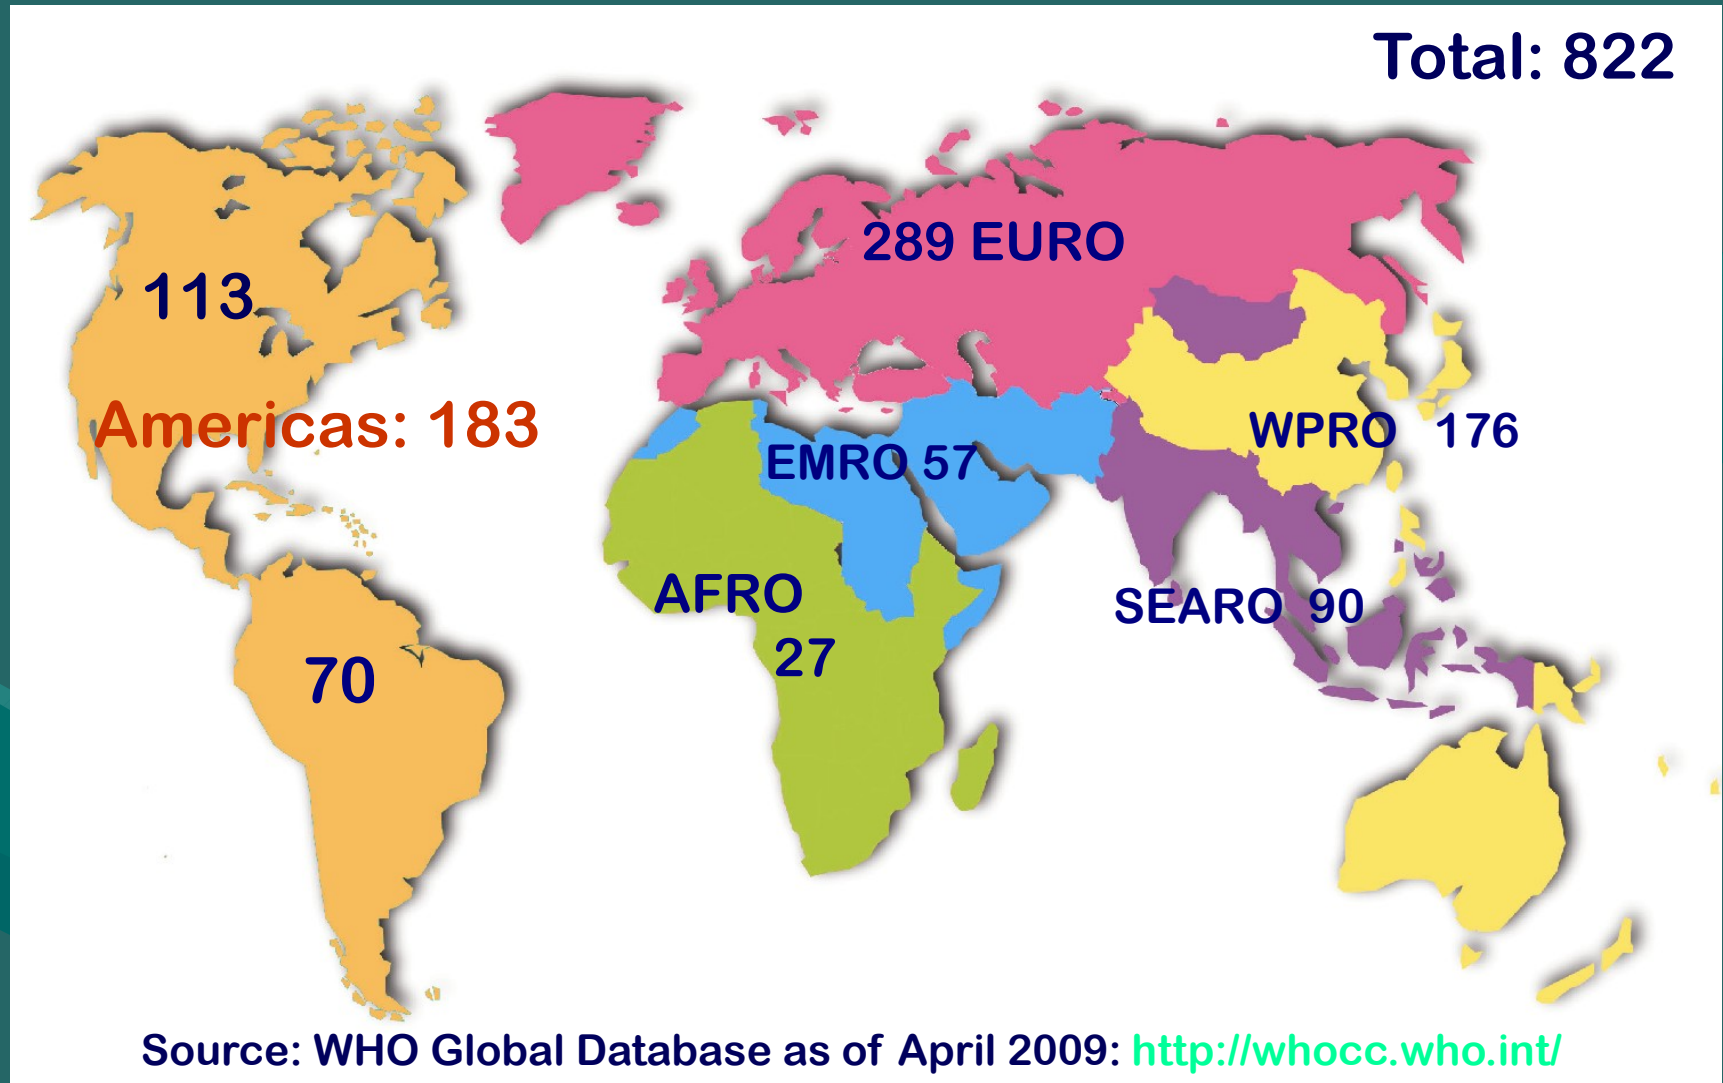 Total: 822
289 EURO
113
Americas: 183
WPRO 176
EMRO 57
AFRO
27
SEARO 90
70
Source: WHO Global Database as of April 2009: http://whocc.who.int/